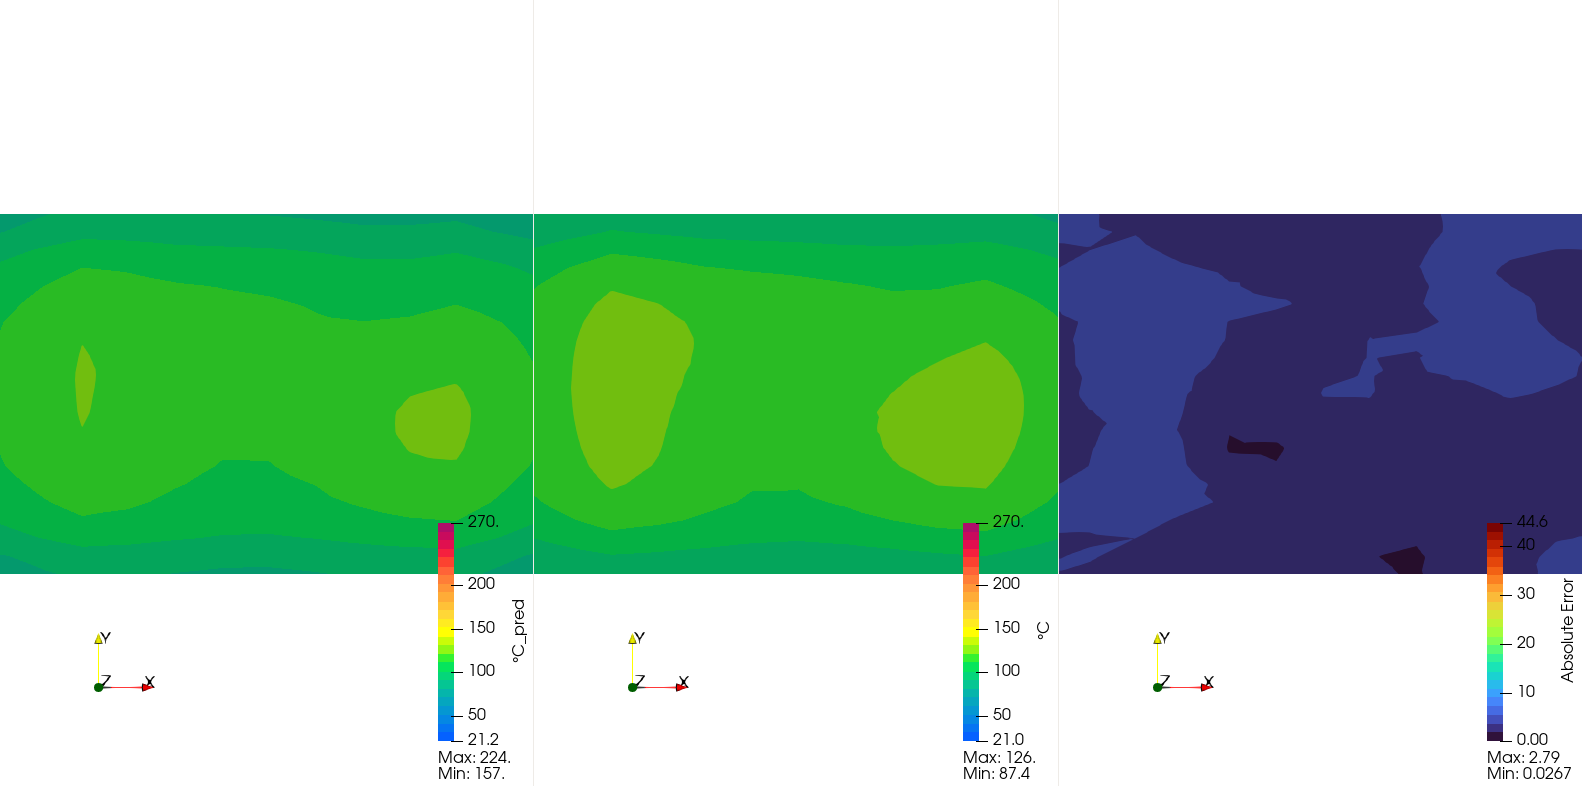 270.
200
150
100
50
21.2
°C_pred
Max: 224.
Min: 157.
Y
Z
X
270.
200
150
100
50
21.0
°C
Max: 126.
Min: 87.4
Y
Z
X
44.6
40
30
20
10
0.00
Absolute Error
Max: 2.79
Min: 0.0267
Y
Z
X